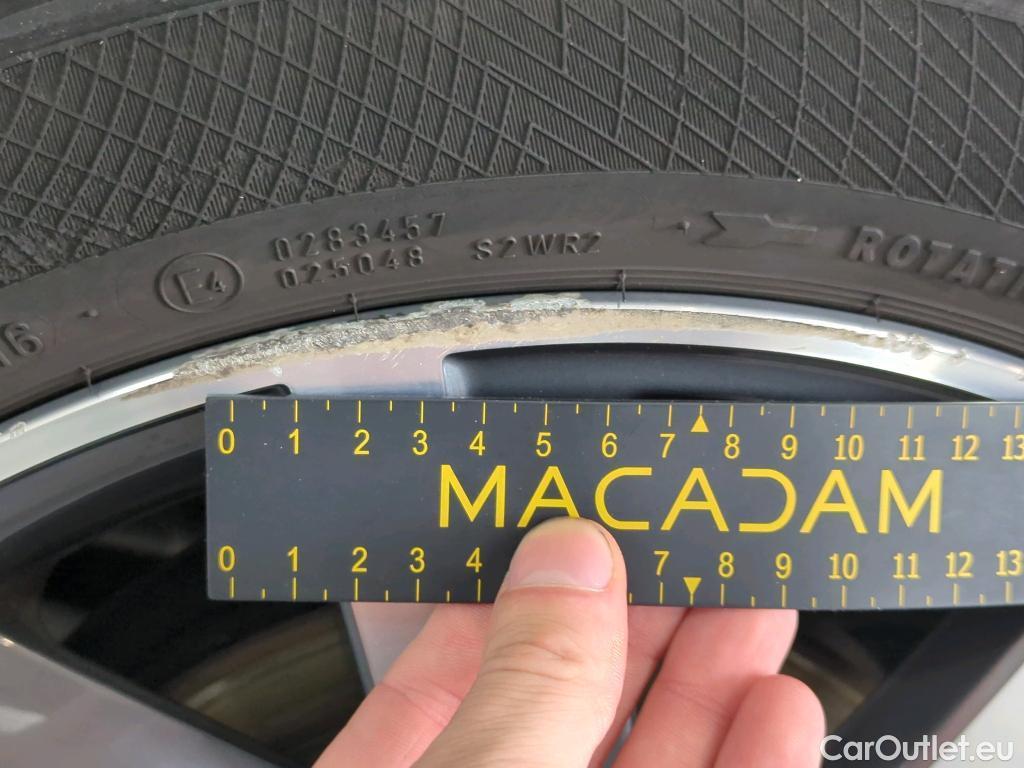 0283457
E4 025048 S2WR2
ROTATI
16
0 1 2 3 4 5 6 7 8 9 10 11 12 13
MACADAM
0 1 2 3 4 7 8 9 10 11 12 13
CarOutlet.eu